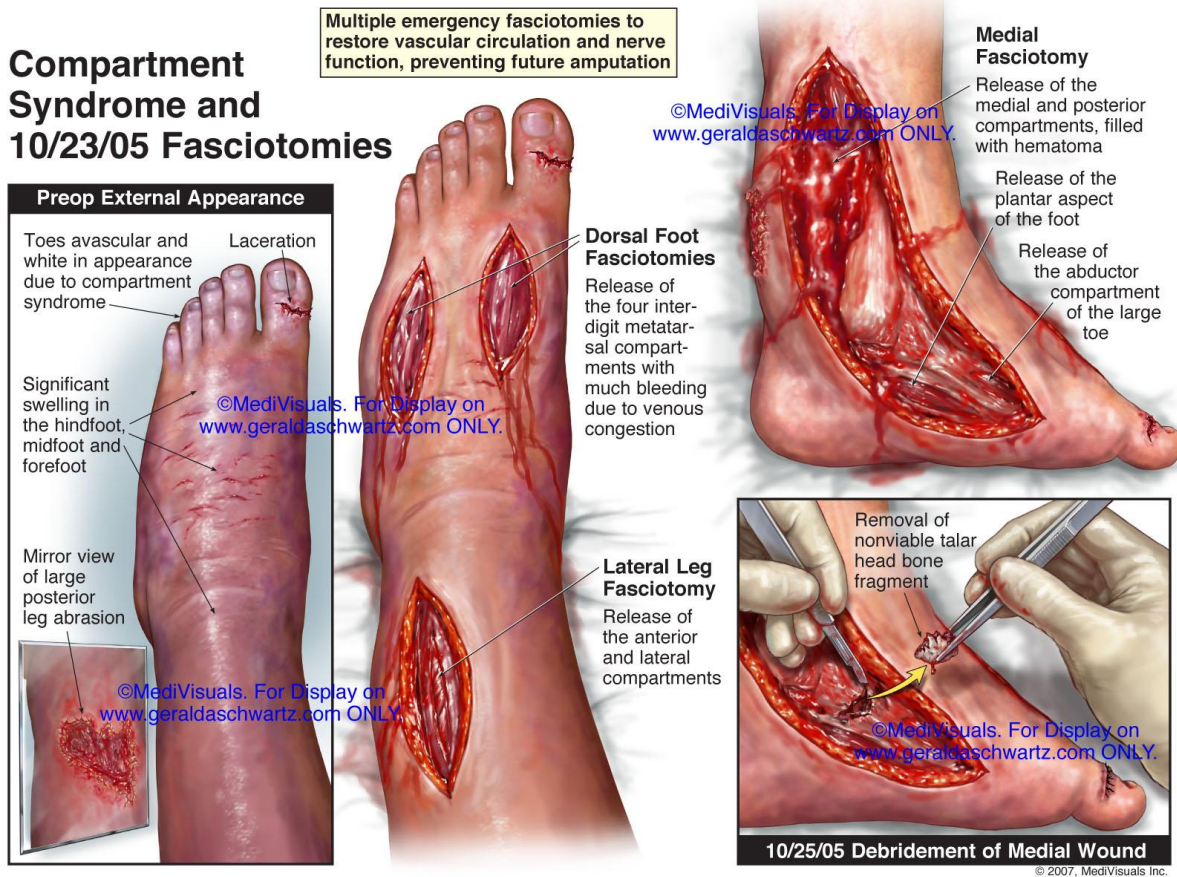 Compartment
Syndrome and
10/23/05 Fasciotomies
Multiple emergency fasciotomies to
restore vascular circulation and nerve
function, preventing future amputation
Preop External Appearance
Toes avascular and
white in appearance
due to compartment
syndrome
Laceration
Significant
swelling in
the hindfoot,
midfoot and
forefoot
©MediVisuals. For Display on
www.geraldaschwartz.com ONLY.
Mirror view
of large
posterior
leg abrasion
©MediVisuals. For Display on
www.geraldaschwartz.com ONLY.
Dorsal Foot
Fasciotomies
Release of
the four inter-
digit metatar-
sal compart-
ments with
much bleeding
due to venous
congestion
Lateral Leg
Fasciotomy
Release of
the anterior
and lateral
compartments
©MediVisuals. For Display on
www.geraldaschwartz.com ONLY.
Medial
Fasciotomy
Release of the
medial and posterior
compartments, filled
with hematoma
Release of the
plantar aspect
of the foot
Release of
the abductor
compartment
of the large
toe
Removal of
nonviable talar
head bone
fragment
©MediVisuals. For Display on
www.geraldaschwartz.com ONLY.
10/25/05 Debridement of Medial Wound
© 2007, MediVisuals Inc.